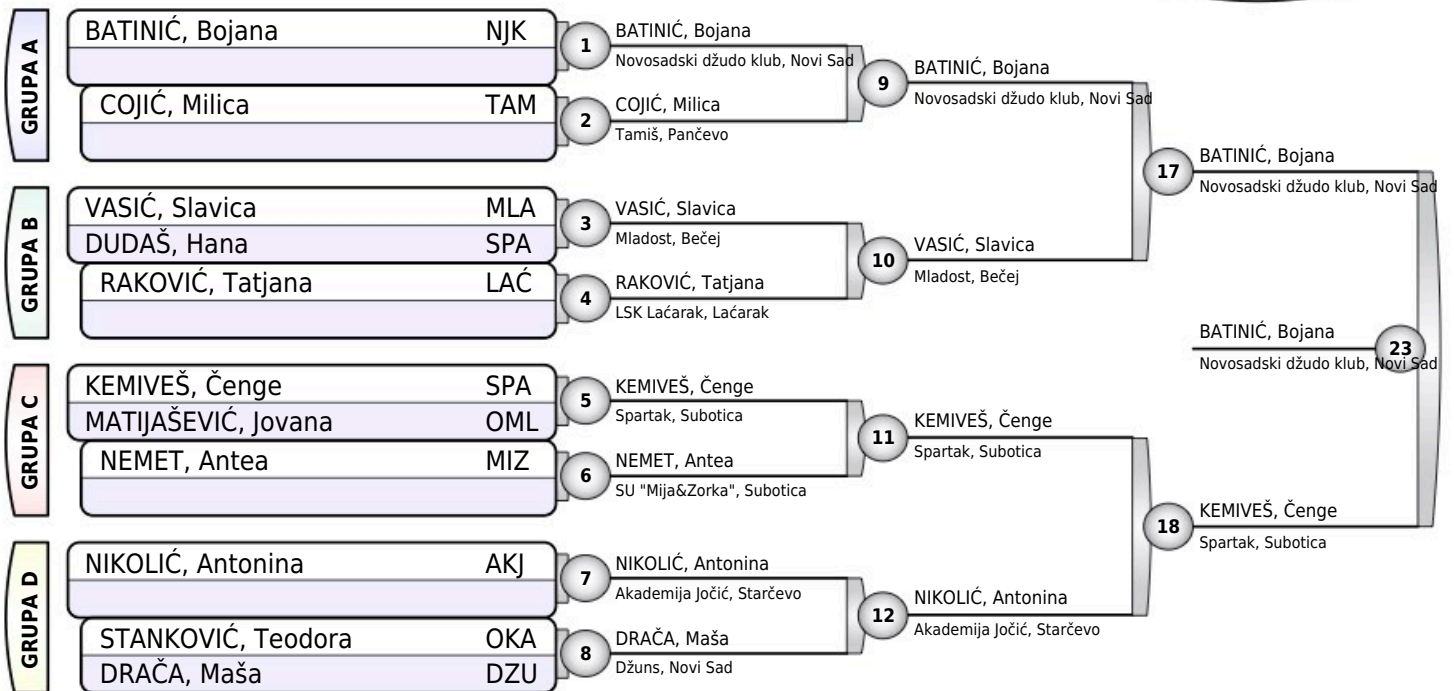 GRUPA A
BATINIĆ, Bojana NJK
COJIĆ, Milica TAM
1
BATINIĆ, Bojana
Novosadski džudo klub, Novi Sad
2
COJIĆ, Milica
Tamiš, Pančevo
9
BATINIĆ, Bojana
Novosadski džudo klub, Novi Sad
GRUPA B
VASIĆ, Slavica MLA
DUDAŠ, Hana SPA
RAKOVIĆ, Tatjana LAĆ
3
VASIĆ, Slavica
Mladost, Bečej
4
RAKOVIĆ, Tatjana
LSK Laćarak, Laćarak
10
VASIĆ, Slavica
Mladost, Bečej
17
BATINIĆ, Bojana
Novosadski džudo klub, Novi Sad
GRUPA C
KEMIVEŠ, Čenge SPA
MATIJAŠEVIĆ, Jovana OML
NEMET, Antea MIZ
5
KEMIVEŠ, Čenge
Spartak, Subotica
6
NEMET, Antea
SU "Mija&Zorka", Subotica
11
KEMIVEŠ, Čenge
Spartak, Subotica
GRUPA D
NIKOLIĆ, Antonina AKJ
STANKOVIĆ, Teodora OKA
DRAČA, Maša DZU
7
NIKOLIĆ, Antonina
Akademija Jočić, Starčevo
8
DRAČA, Maša
Džuns, Novi Sad
12
NIKOLIĆ, Antonina
Akademija Jočić, Starčevo
18
KEMIVEŠ, Čenge
Spartak, Subotica
BATINIĆ, Bojana
Novosadski džudo klub, Novi Sad
23